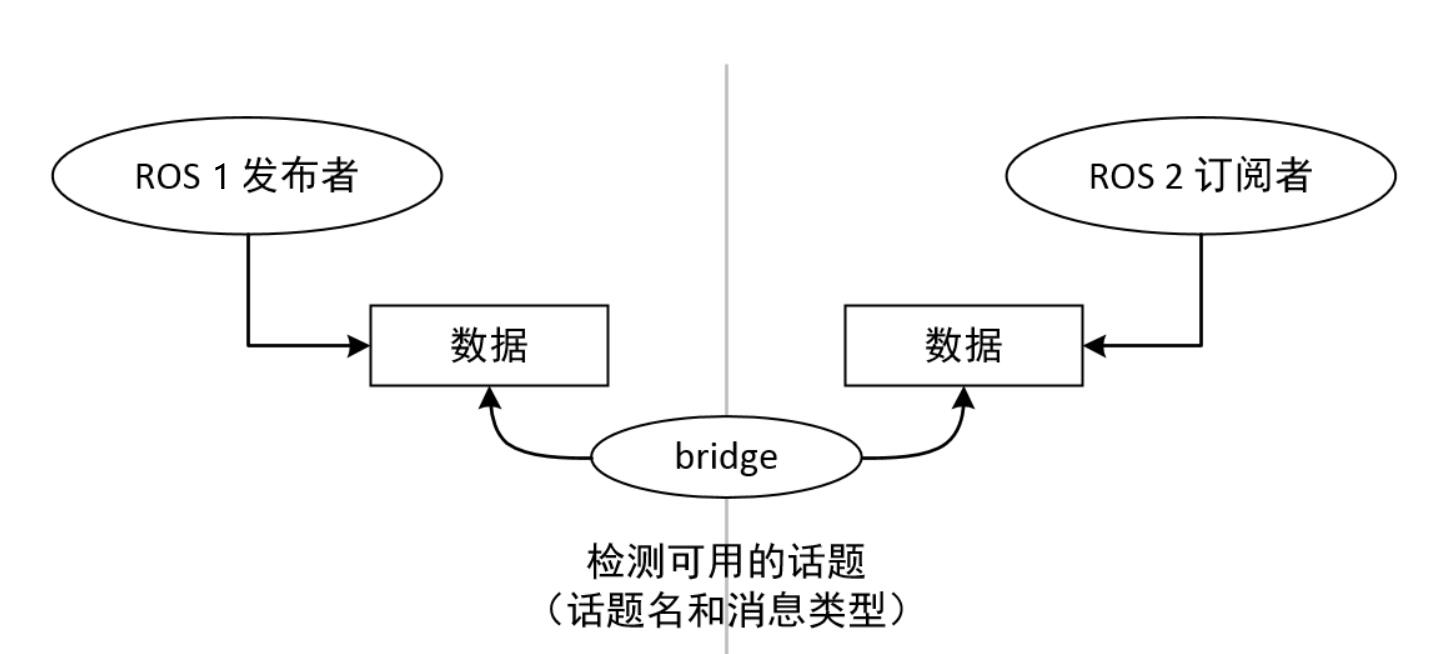 ROS 1 发布者
ROS 2 订阅者
数据
数据
bridge
检测可用的话题
（话题名和消息类型）